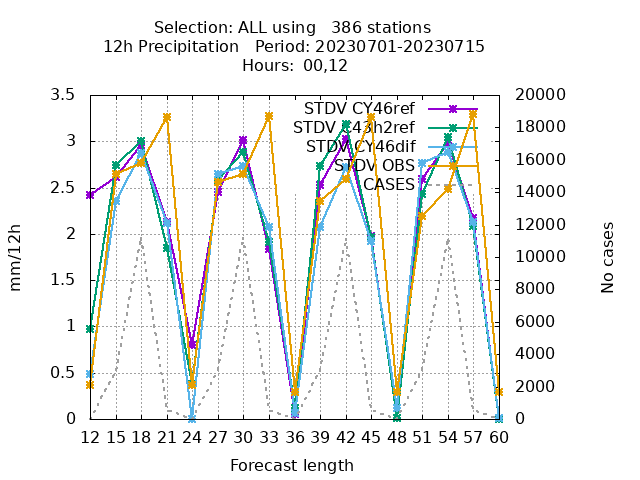 Selection: ALL using   386 stations
12h Precipitation   Period: 20230701-20230715
Hours:  00,12
3.5
3
2.5
2
1.5
1
0.5
0
mm/12h
20000
18000
16000
14000
12000
10000
8000
6000
4000
2000
0
No cases
STDV CY46ref
STDV C43h2ref
STDV CY46dif
STDV OBS
CASES
12 15 18 21 24 27 30 33 36 39 42 45 48 51 54 57 60
Forecast length